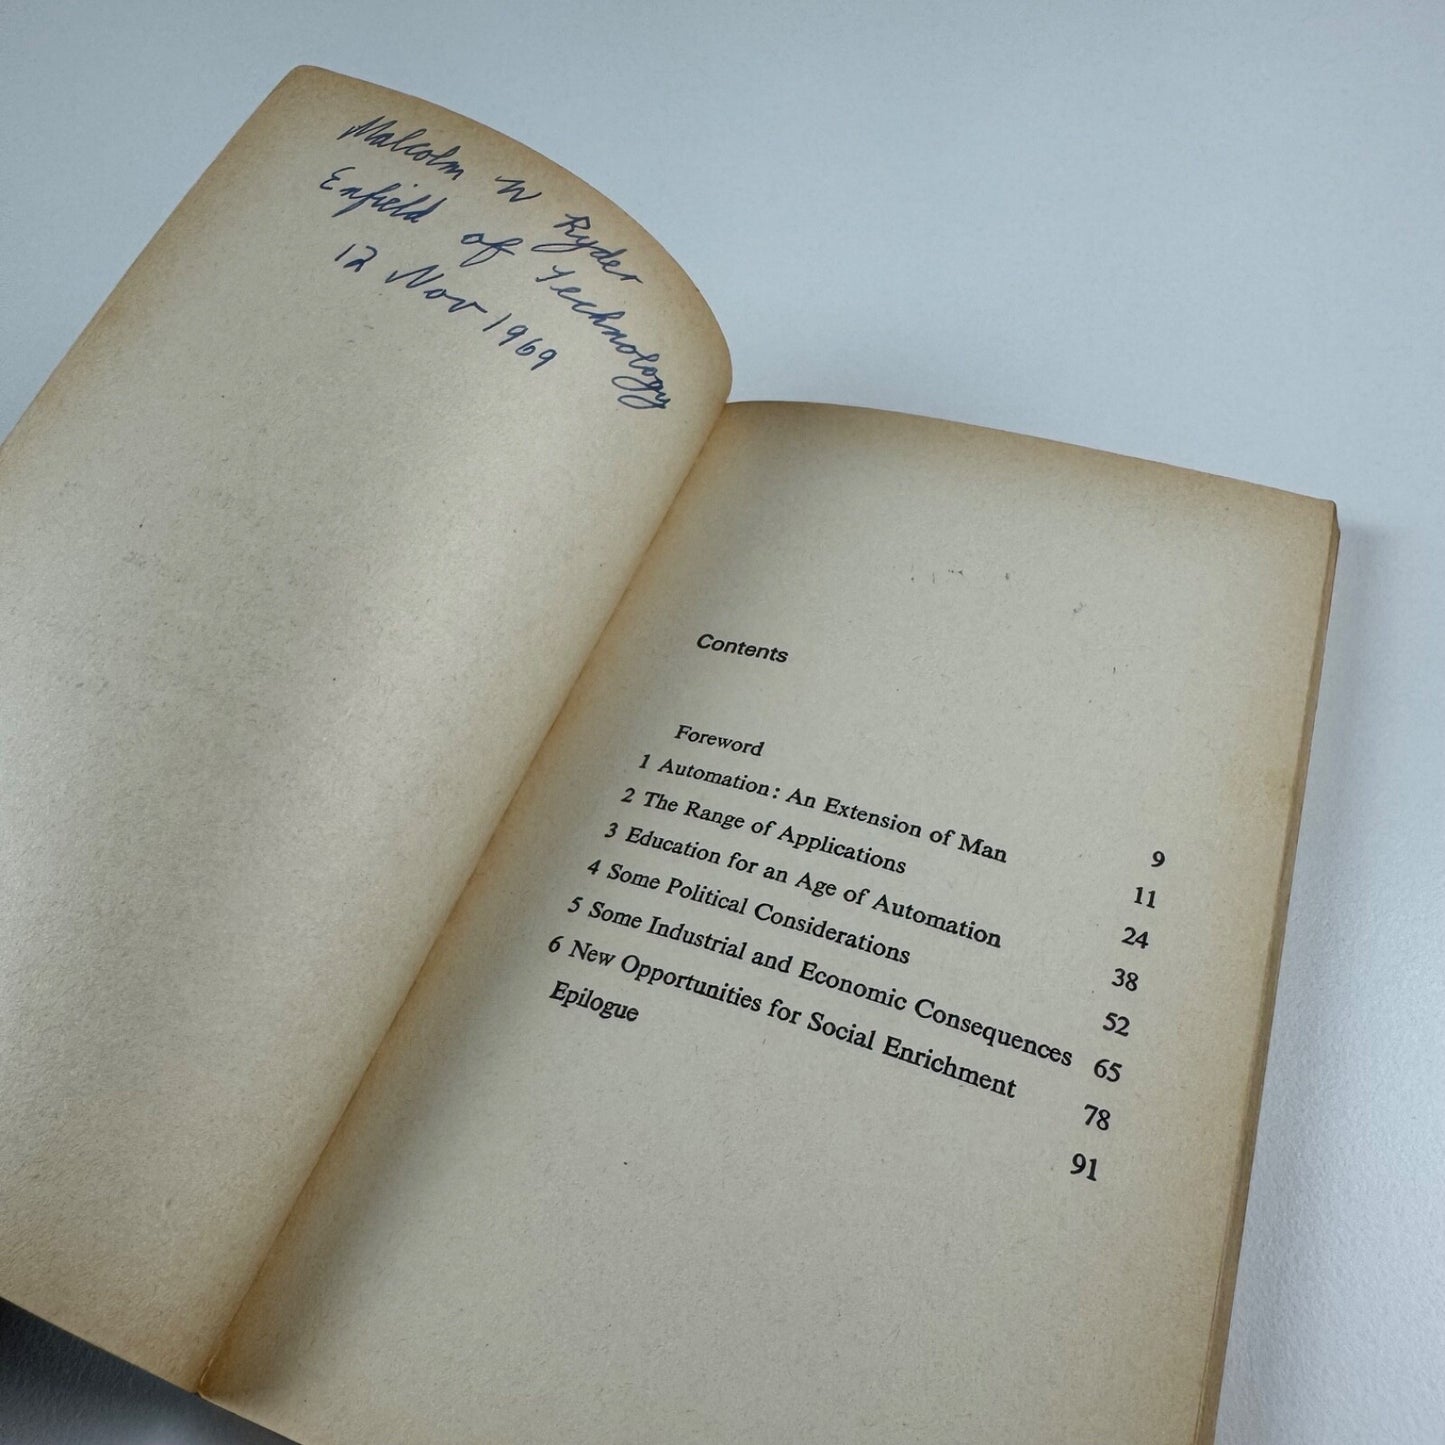 Malcolm W Ryder
Enfield of Technology
12 Nov 1969
Contents
Foreword 9
1 Automation: An Extension of Man 11
2 The Range of Applications 24
3 Education for an Age of Automation 38
4 Some Political Considerations 52
5 Some Industrial and Economic Consequences 65
6 New Opportunities for Social Enrichment 78
Epilogue 91